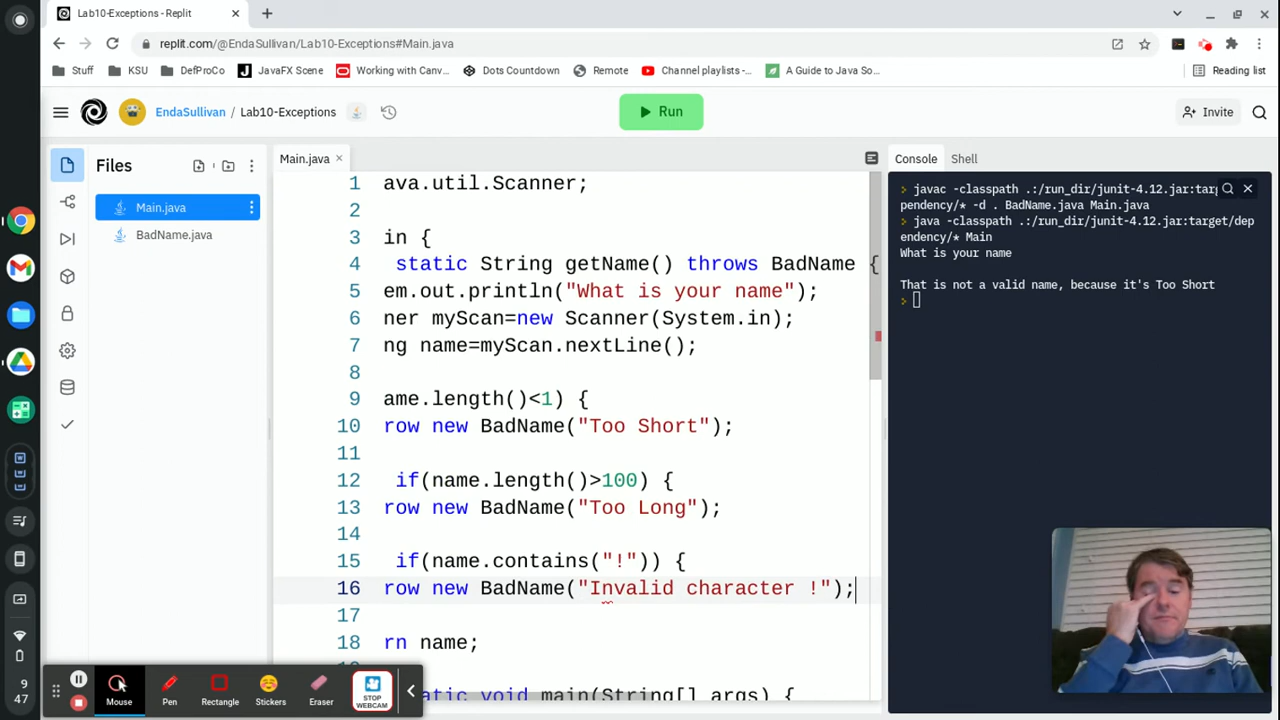 Lab10-Exceptions - Replit
replit.com/@EndaSullivan/Lab10-Exceptions#Main.java
Stuff
KSU
DefProCo
JavaFX Scene
Working with Canv...
Dots Countdown
Remote
Channel playlists -...
A Guide to Java So...
Reading list
EndaSullivan / Lab10-Exceptions
Run
Invite
Files
Main.java
BadName.java
Main.java
1 ava.util.Scanner;
2
3 in {
4 static String getName() throws BadName {
5 em.out.println("What is your name");
6 ner myScan=new Scanner(System.in);
7 ng name=myScan.nextLine();
8
9 ame.length()<1) {
10 row new BadName("Too Short");
11
12 if(name.length()>100) {
13 row new BadName("Too Long");
14
15 if(name.contains("!")) {
16 row new BadName("Invalid character !");
17
18 rn name;
tatic void main(String[] args) {
Console
Shell
> javac -classpath .:/run_dir/junit-4.12.jar:targ
pendency/* -d . BadName.java Main.java
> java -classpath .:/run_dir/junit-4.12.jar:target/dep
endency/* Main
What is your name
That is not a valid name, because it's Too Short
>
9
47
Mouse
Pen
Rectangle
Stickers
Eraser
STOP
WEBCAM